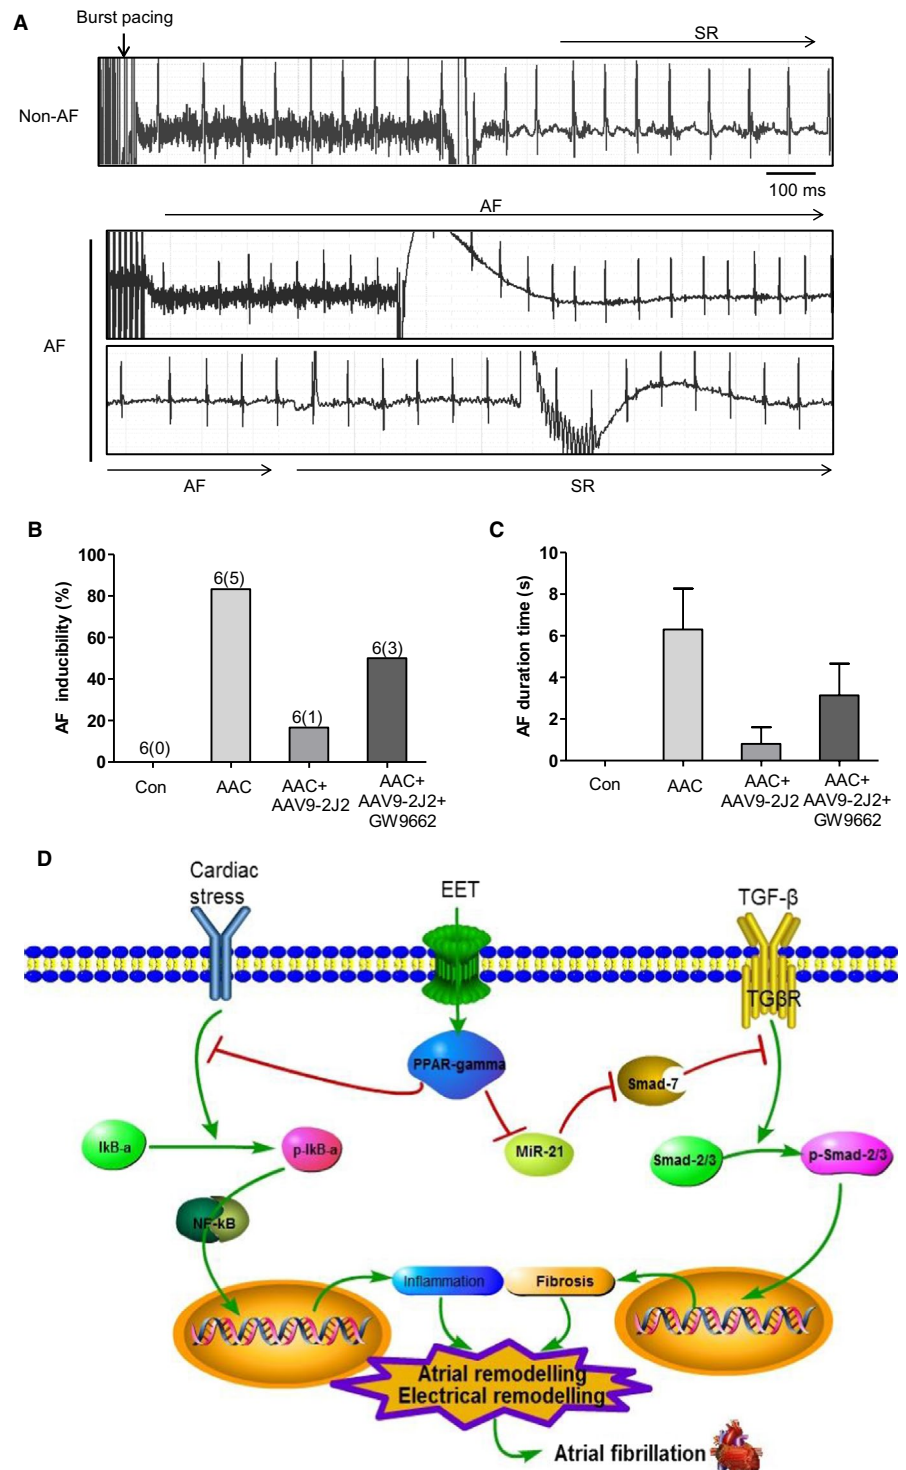 A
Burst pacing
SR
Non-AF
100 ms
AF
AF
AF
SR
B
100
80
60
40
20
0
AF inducibility (%)
6(0)
6(5)
6(1)
6(3)
Con
AAC
AAC+
AAV9-2J2
AAC+
AAV9-2J2+
GW9662
C
10
8
6
4
2
0
AF duration time (s)
Con
AAC
AAC+
AAV9-2J2
AAC+
AAV9-2J2+
GW9662
D
Cardiac
stress
EET
TGF-β
TGβR
PPAR-gamma
Smad-7
IkB-a
p-IkB-a
MiR-21
Smad-2/3
p-Smad-2/3
NF-kB
Inflammation
Fibrosis
Atrial remodelling
Electrical remodelling
Atrial fibrillation